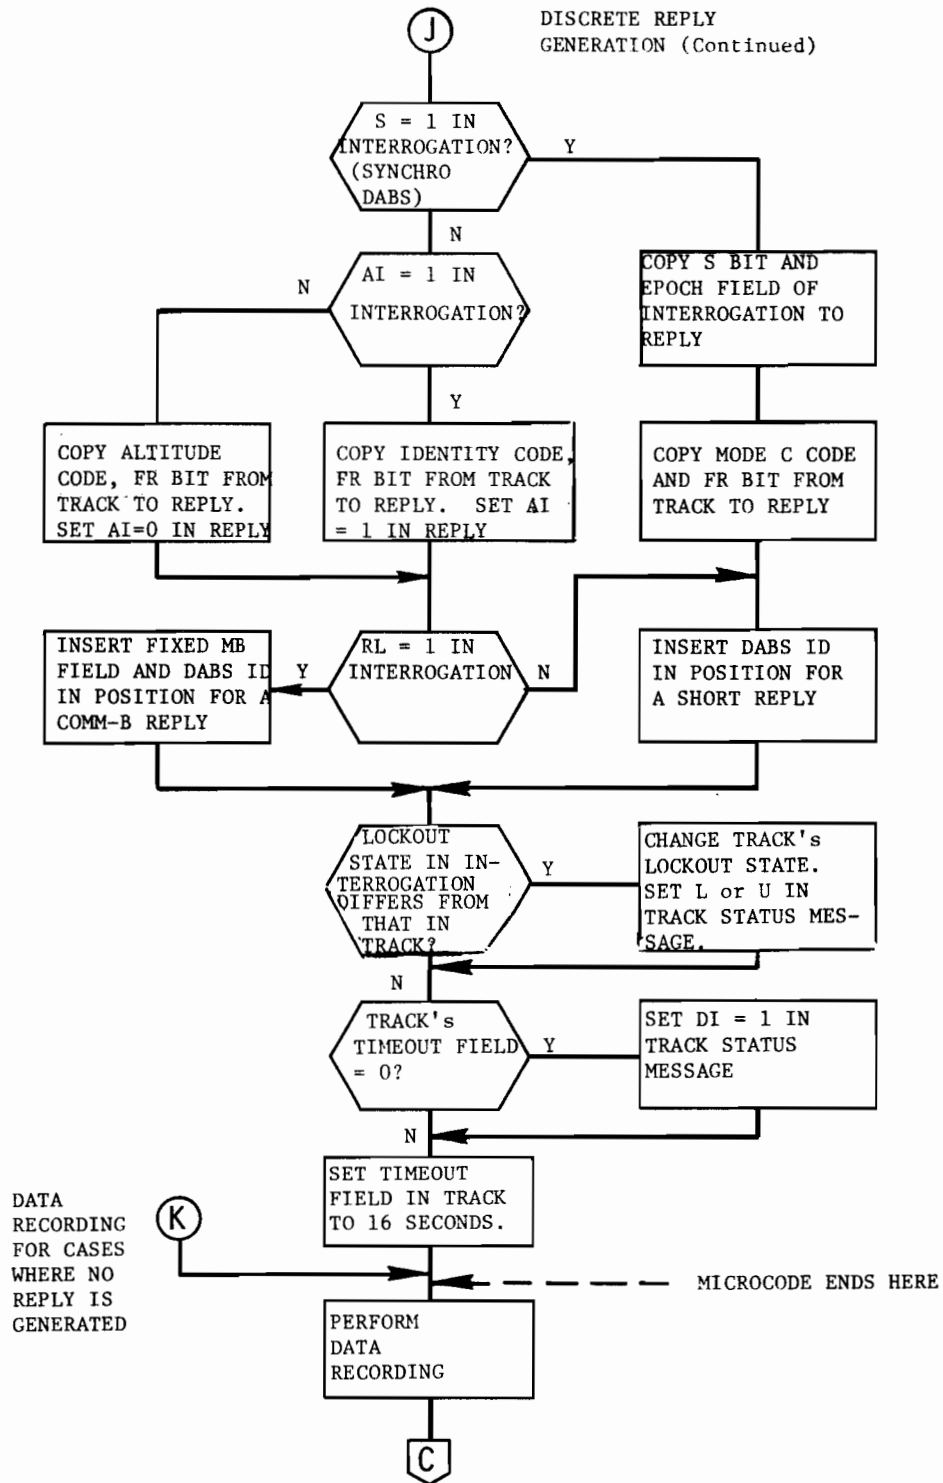 J
DISCRETE REPLY
GENERATION (Continued)
S = 1 IN
INTERROGATION?
(SYNCHRO
DABS)
Y
N
AI = 1 IN
INTERROGATION?
N
Y
COPY S BIT AND
EPOCH FIELD OF
INTERROGATION TO
REPLY
COPY ALTITUDE
CODE, FR BIT FROM
TRACK TO REPLY.
SET AI=0 IN REPLY
COPY IDENTITY CODE,
FR BIT FROM TRACK
TO REPLY. SET AI
= 1 IN REPLY
COPY MODE C CODE
AND FR BIT FROM
TRACK TO REPLY
INSERT FIXED MB
FIELD AND DABS ID
IN POSITION FOR A
COMM-B REPLY
Y
RL = 1 IN
INTERROGATION
N
INSERT DABS ID
IN POSITION FOR
A SHORT REPLY
LOCKOUT
STATE IN IN-
TERROGATION
DIFFERS FROM
THAT IN
TRACK?
Y
N
CHANGE TRACK's
LOCKOUT STATE.
SET L or U IN
TRACK STATUS MES-
SAGE.
TRACK's
TIMEOUT FIELD
= 0?
Y
N
SET DI = 1 IN
TRACK STATUS
MESSAGE
SET TIMEOUT
FIELD IN TRACK
TO 16 SECONDS.
DATA
RECORDING
FOR CASES
WHERE NO
REPLY IS
GENERATED
K
MICROCODE ENDS HERE
PERFORM
DATA
RECORDING
C